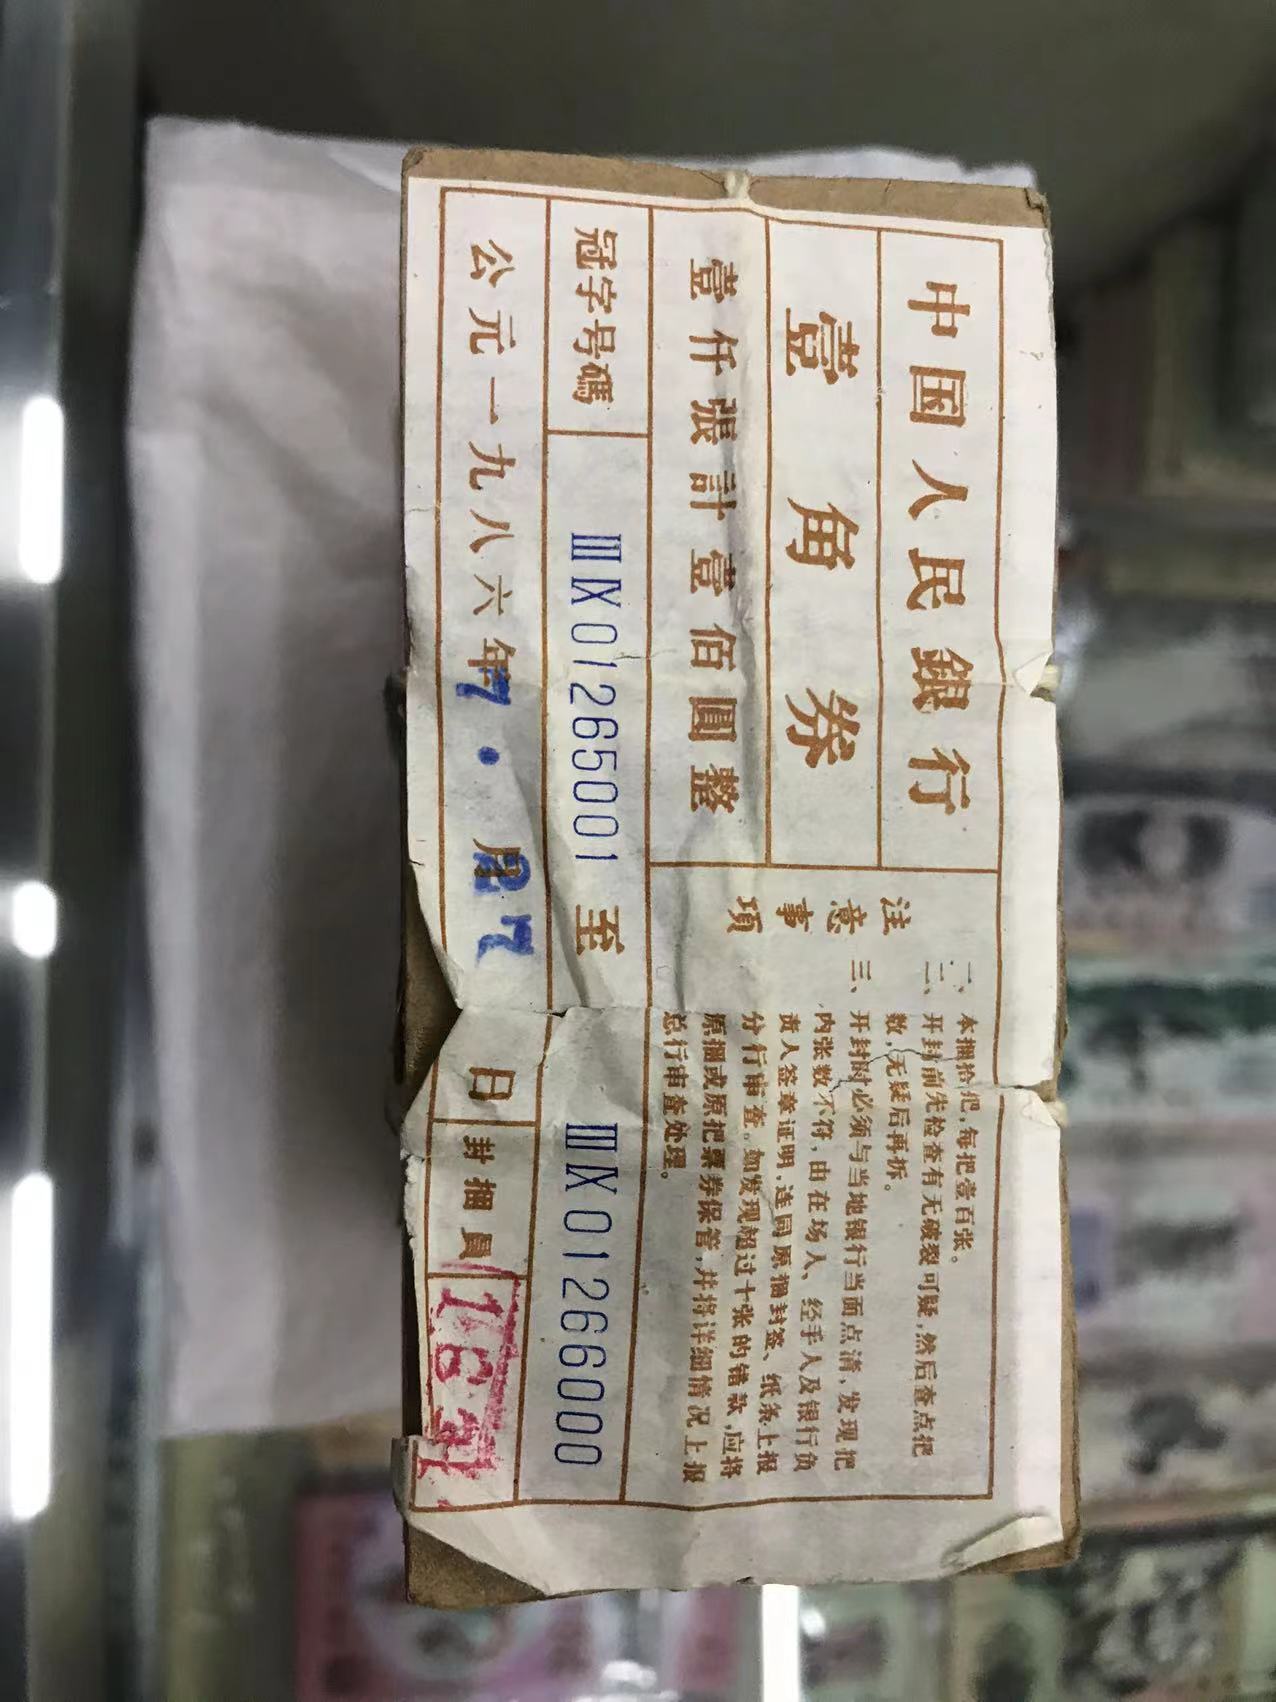 中国人民銀行
壹角券
壹仟張計壹佰圓整
注意事項
一、本捆拾把，每把壹百张。
二、开封前先检查有无破裂可疑，然后查点把
数，无疑后再拆。
三、开封时必须与当地银行当面点清，发现把
内张数不符，由在场人、经手人及银行负
责人签章证明，连同原捆封签、纸条上报
分行审查。如发现超过十张的错款，应将
原捆或原把票券保管，并将详细情况上报
总行审查处理。
冠字号碼 ⅢⅨ01265001 至 ⅢⅨ01266000
公元一九八六年7.月27日 封捆員